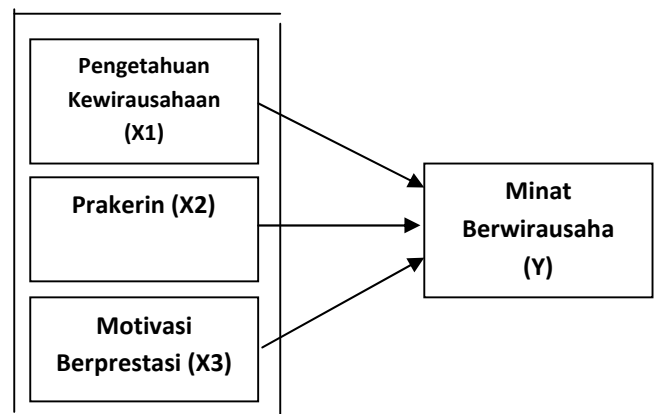 Pengetahuan
Kewirausahaan
(X1)
Prakerin (X2)
Motivasi
Berprestasi (X3)
Minat
Berwirausaha
(Y)